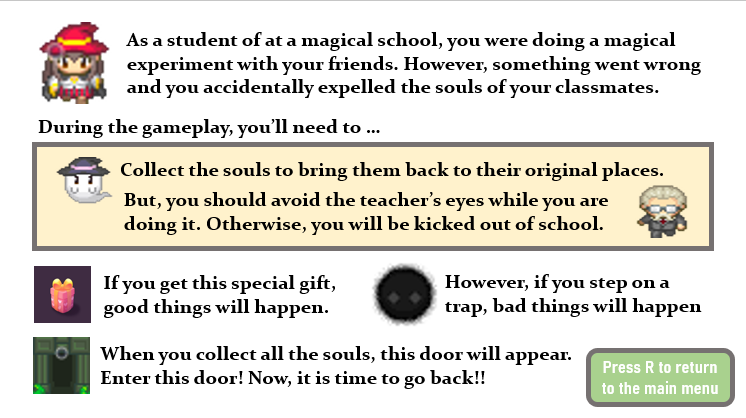 As a student of at a magical school, you were doing a magical
experiment with your friends. However, something went wrong
and you accidentally expelled the souls of your classmates.
During the gameplay, you'll need to ...
Collect the souls to bring them back to their original places.
But, you should avoid the teacher's eyes while you are
doing it. Otherwise, you will be kicked out of school.
If you get this special gift,
good things will happen.
However, if you step on a
trap, bad things will happen
When you collect all the souls, this door will appear.
Enter this door! Now, it is time to go back!!
Press R to return
to the main menu